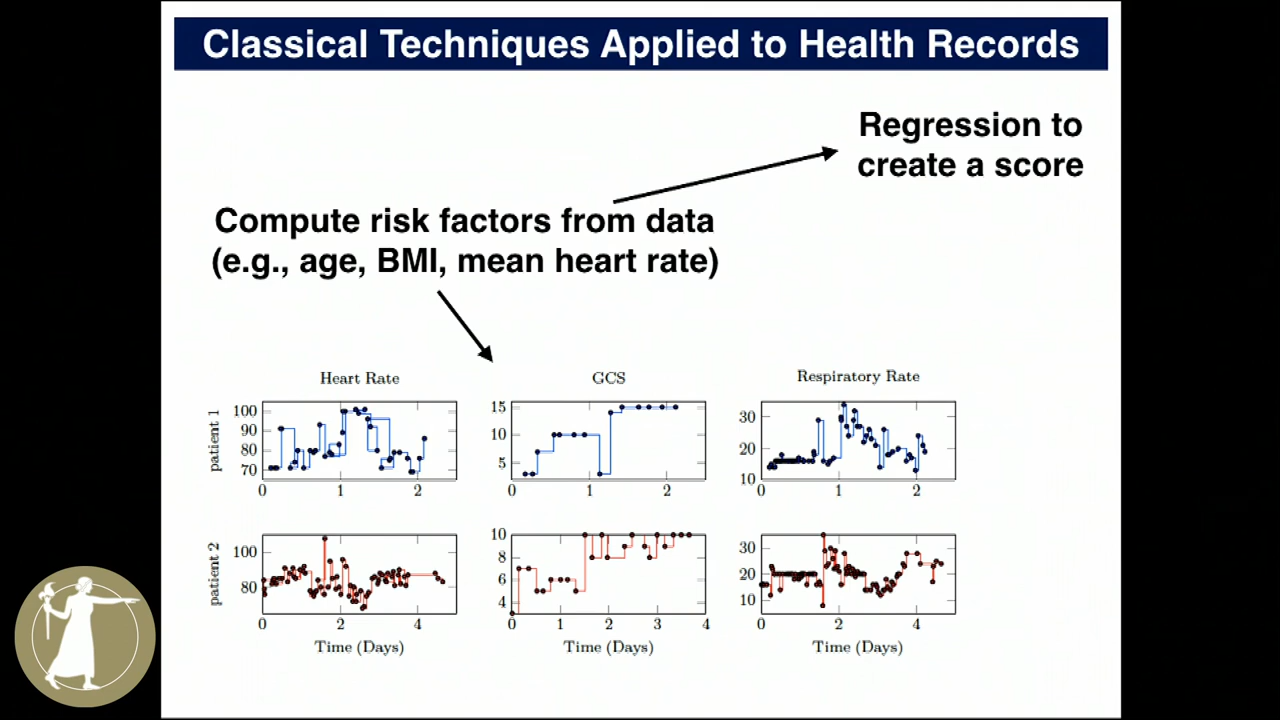 Classical Techniques Applied to Health Records
Regression to
create a score
Compute risk factors from data
(e.g., age, BMI, mean heart rate)
Heart Rate
GCS
Respiratory Rate
patient 1
100
90
80
70
0 1 2
15
10
5
0 1 2
30
20
10
0 1 2
patient 2
100
80
0 2 4
Time (Days)
10
8
6
4
0 1 2 3 4
Time (Days)
30
20
10
0 2 4
Time (Days)